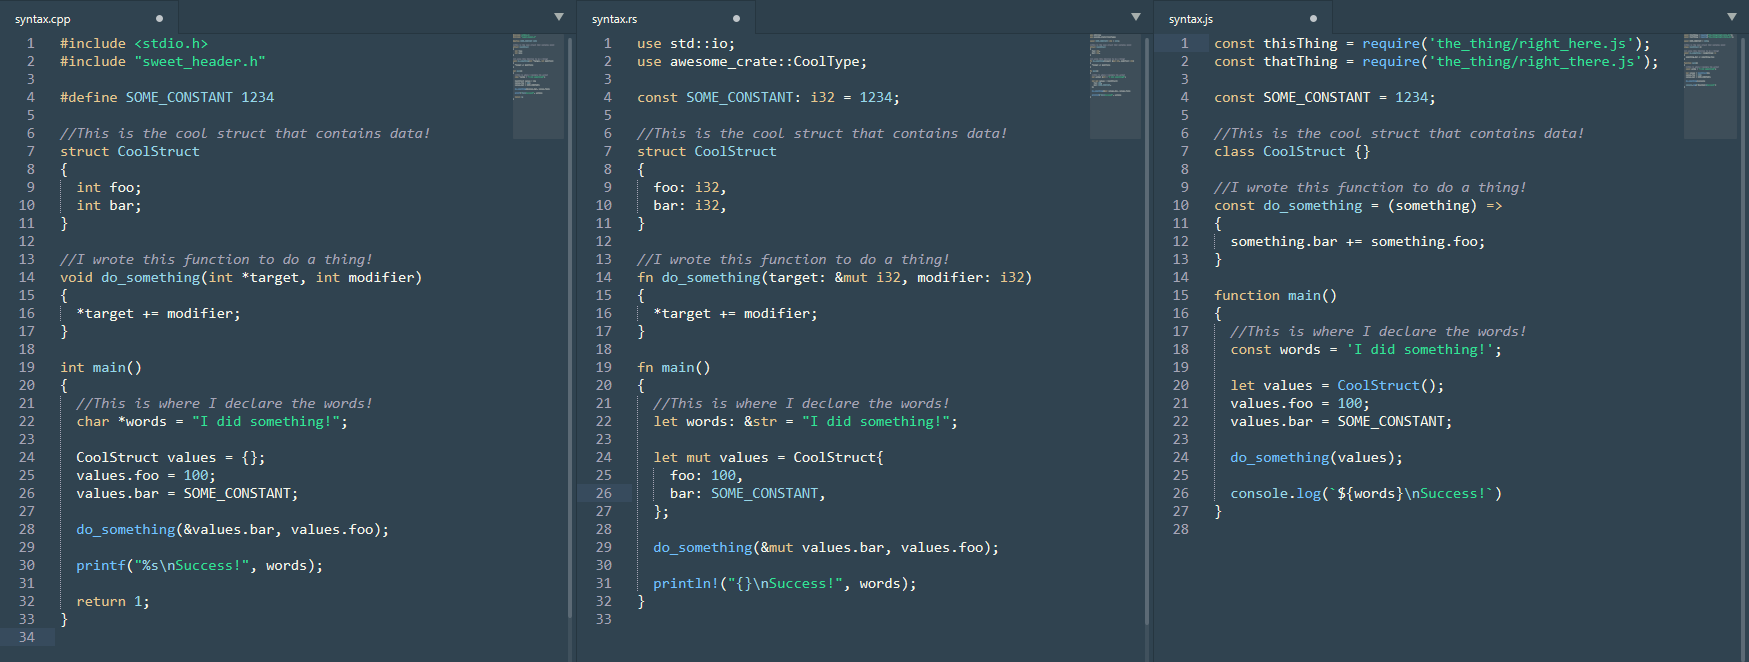 syntax.cpp
1 #include <stdio.h>
2 #include "sweet_header.h"
3
4 #define SOME_CONSTANT 1234
5
6 //This is the cool struct that contains data!
7 struct CoolStruct
8 {
9 int foo;
10 int bar;
11 }
12
13 //I wrote this function to do a thing!
14 void do_something(int *target, int modifier)
15 {
16 *target += modifier;
17 }
18
19 int main()
20 {
21 //This is where I declare the words!
22 char *words = "I did something!";
23
24 CoolStruct values = {};
25 values.foo = 100;
26 values.bar = SOME_CONSTANT;
27
28 do_something(&values.bar, values.foo);
29
30 printf("%s\nSuccess!", words);
31
32 return 1;
33 }
34
syntax.rs
1 use std::io;
2 use awesome_crate::CoolType;
3
4 const SOME_CONSTANT: i32 = 1234;
5
6 //This is the cool struct that contains data!
7 struct CoolStruct
8 {
9 foo: i32,
10 bar: i32,
11 }
12
13 //I wrote this function to do a thing!
14 fn do_something(target: &mut i32, modifier: i32)
15 {
16 *target += modifier;
17 }
18
19 fn main()
20 {
21 //This is where I declare the words!
22 let words: &str = "I did something!";
23
24 let mut values = CoolStruct{
25 foo: 100,
26 bar: SOME_CONSTANT,
27 };
28
29 do_something(&mut values.bar, values.foo);
30
31 println!("{}\nSuccess!", words);
32 }
33
syntax.js
1 const thisThing = require('the_thing/right_here.js');
2 const thatThing = require('the_thing/right_there.js');
3
4 const SOME_CONSTANT = 1234;
5
6 //This is the cool struct that contains data!
7 class CoolStruct {}
8
9 //I wrote this function to do a thing!
10 const do_something = (something) =>
11 {
12 something.bar += something.foo;
13 }
14
15 function main()
16 {
17 //This is where I declare the words!
18 const words = 'I did something!';
19
20 let values = CoolStruct();
21 values.foo = 100;
22 values.bar = SOME_CONSTANT;
23
24 do_something(values);
25
26 console.log(`${words}\nSuccess!`)
27 }
28